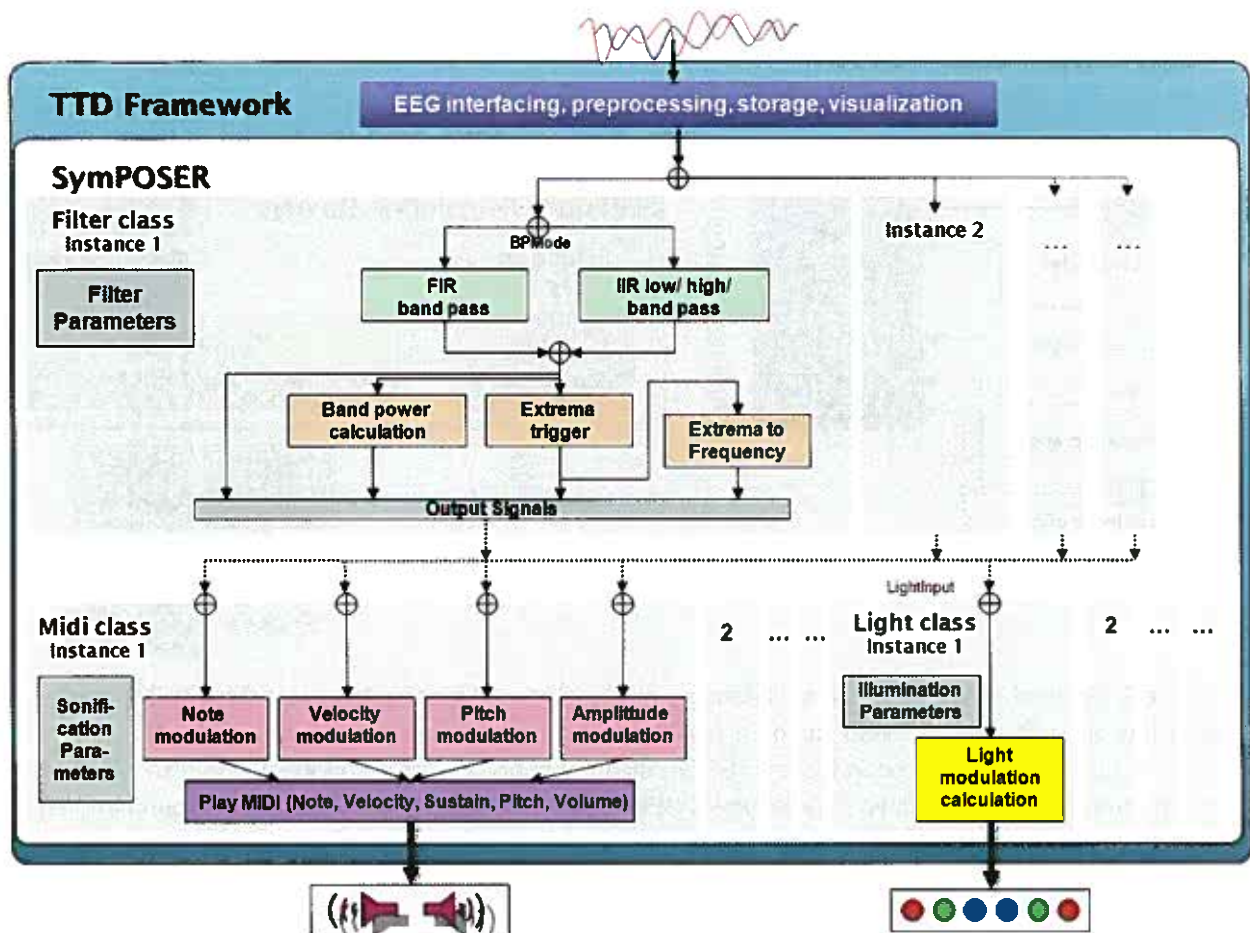 TTD Framework
EEG interfacing, preprocessing, storage, visualization
SymPOSER
Filter class
Instance 1
Filter
Parameters
BPMode
FIR
band pass
IIR low/ high/
band pass
Instance 2
...
...
Band power
calculation
Extrema
trigger
Extrema to
Frequency
Output Signals
LightInput
Midi class
Instance 1
2 ... ...
Light class
Instance 1
2 ... ...
Sonifi-
cation
Para-
meters
Note
modulation
Velocity
modulation
Pitch
modulation
Amplittude
modulation
Illumination
Parameters
Light
modulation
calculation
Play MIDI (Note, Velocity, Sustain, Pitch, Volume)